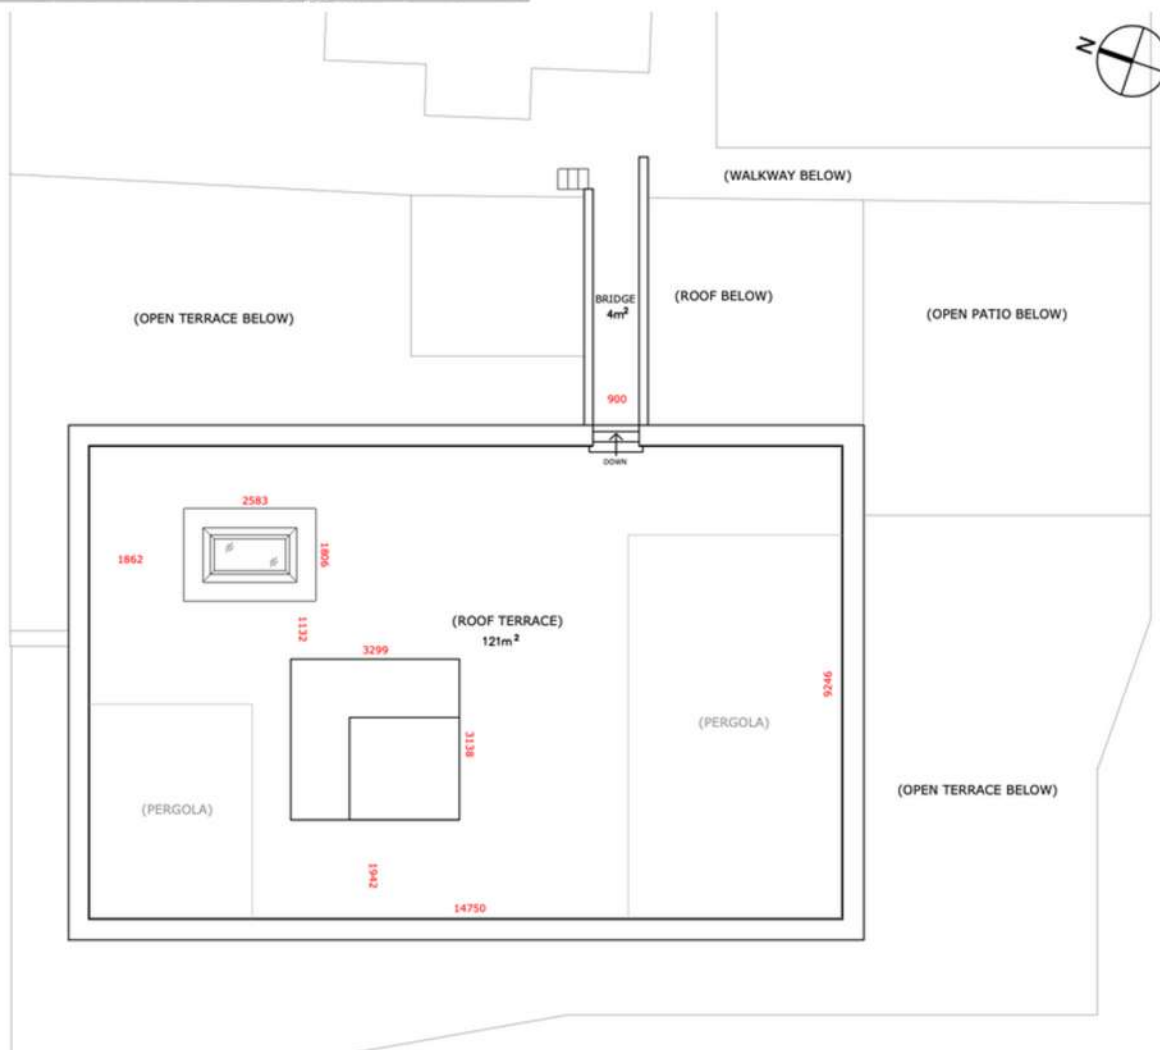 N
(WALKWAY BELOW)
BRIDGE
4m²
(ROOF BELOW)
(OPEN PATIO BELOW)
(OPEN TERRACE BELOW)
900
DOWN
2583
1862
1806
1132
(ROOF TERRACE)
121m²
3299
9246
3138
(PERGOLA)
(PERGOLA)
(OPEN TERRACE BELOW)
1942
14750